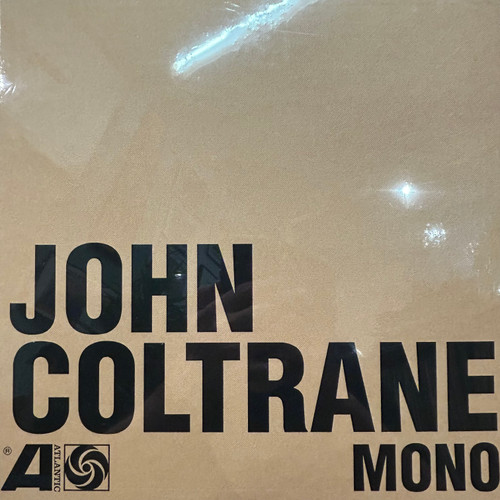 JOHN
COLTRANE
MONO
® A ATLANTIC